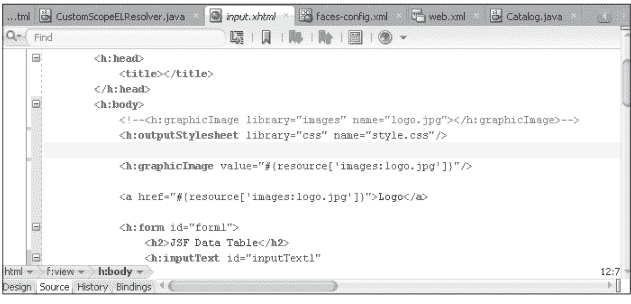 ...tml CustomScopeELResolver.java input.xhtml faces-config.xml web.xml Catalog.java
Find
<h:head>
<title></title>
</h:head>
<h:body>
<!--<h:graphicImage library="images" name="logo.jpg"></h:graphicImage>-->
<h:outputStylesheet library="css" name="style.css"/>
<h:graphicImage value="#{resource['images:logo.jpg']}"/>
<a href="#{resource['images:logo.jpg']}">Logo</a>
<h:form id="form1">
<h2>JSF Data Table</h2>
<h:inputText id="inputText1"
html f:view h:body 12:7
Design Source History Bindings